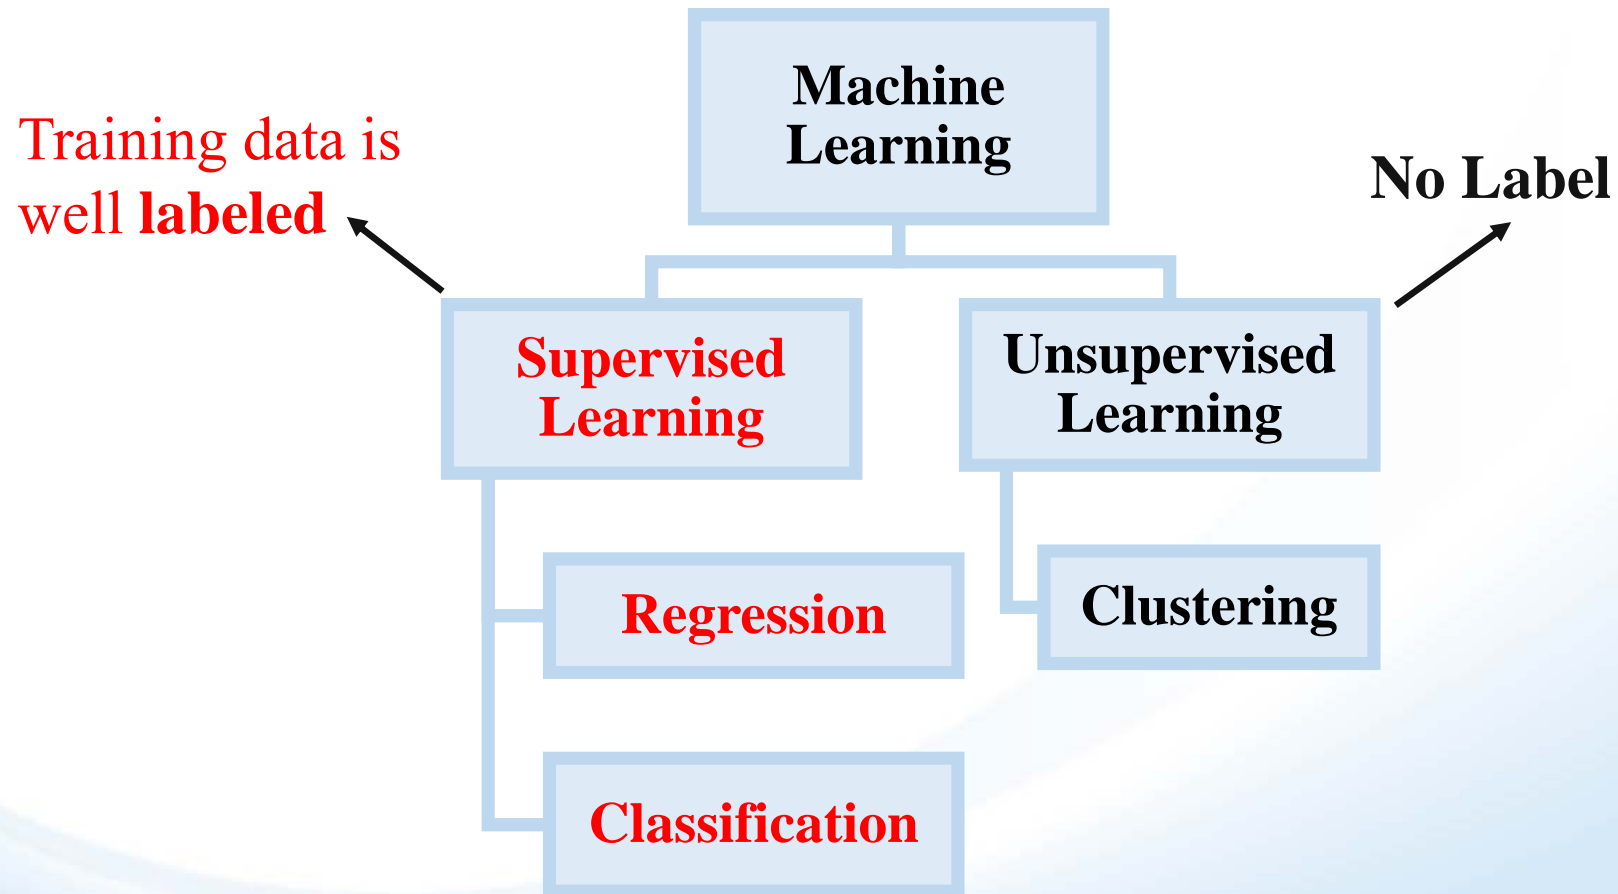 Machine
Learning
Training data is
well labeled
No Label
Supervised
Learning
Unsupervised
Learning
Regression
Clustering
Classification